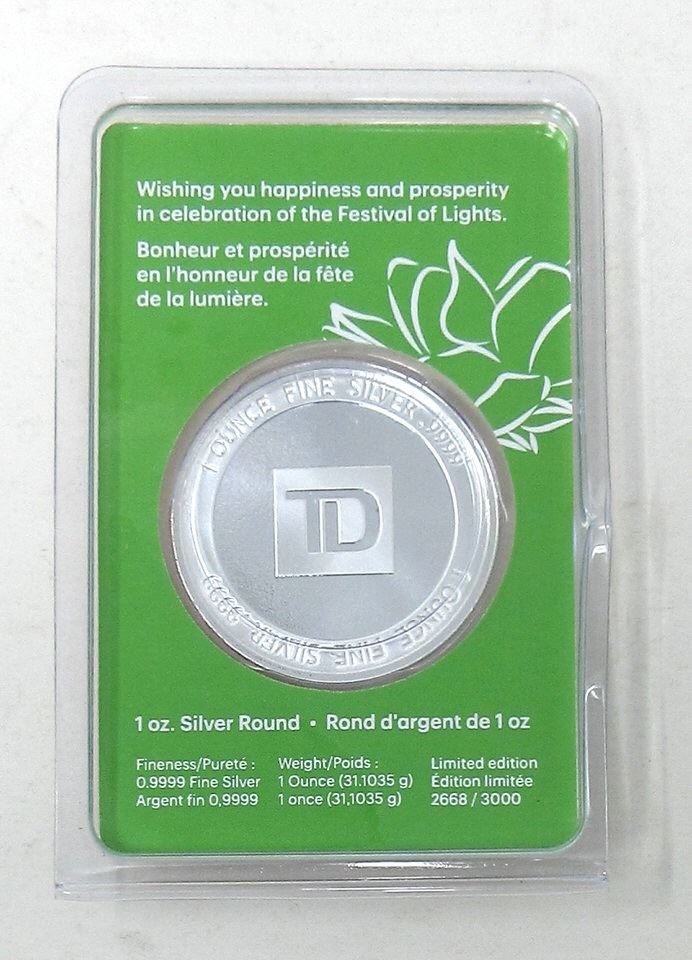 Wishing you happiness and prosperity
in celebration of the Festival of Lights.
Bonheur et prospérité
en l'honneur de la fête
de la lumière.
1 OUNCE FINE SILVER .9999
TD
1 OUNCE FINE SILVER .9999
1 oz. Silver Round • Rond d'argent de 1 oz
Fineness/Pureté :
0.9999 Fine Silver
Argent fin 0,9999
Weight/Poids :
1 Ounce (31.1035 g)
1 once (31,1035 g)
Limited edition
Édition limitée
2668 / 3000